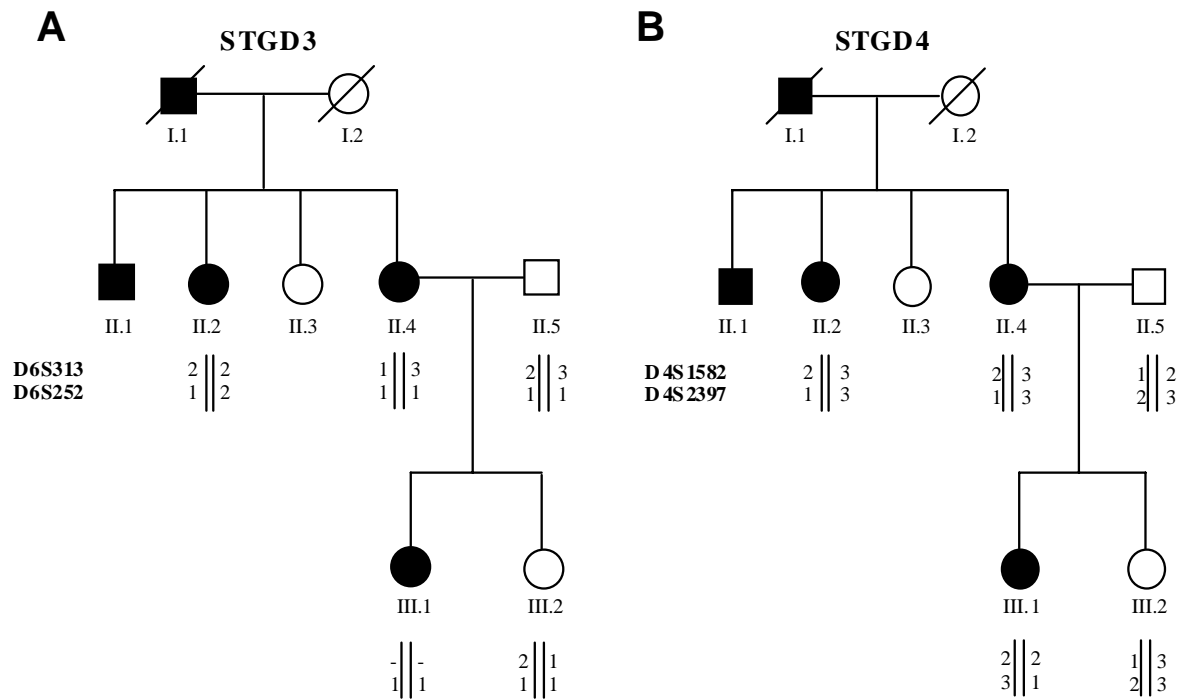 A
STGD3
I.1
I.2
II.1
II.2
II.3
II.4
II.5
D6S313
2 2
1 3
2 3
D6S252
1 2
1 1
1 1
III.1
III.2
- -
2 1
1 1
1 1
B
STGD4
I.1
I.2
II.1
II.2
II.3
II.4
II.5
D4S1582
2 3
2 3
1 2
D4S2397
1 3
1 3
2 3
III.1
III.2
2 2
1 3
3 1
2 3